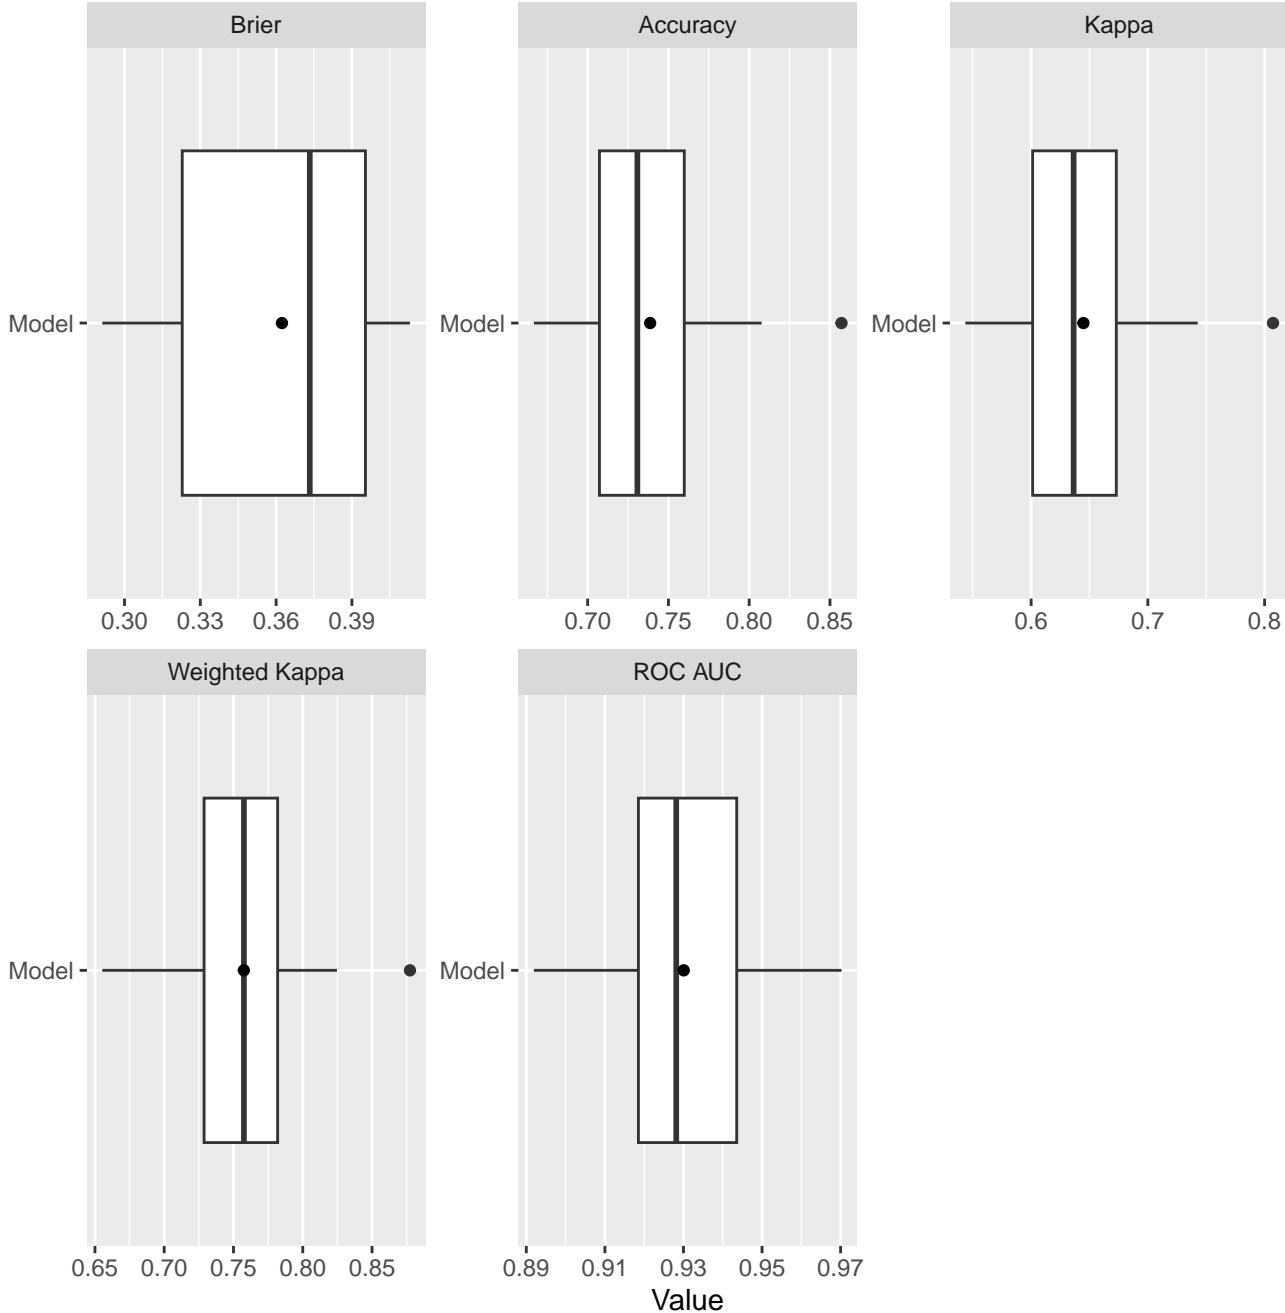 Brier
Accuracy
Kappa
Model
Model
Model
0.30 0.33 0.36 0.39
0.70 0.75 0.80 0.85
0.6 0.7 0.8
Weighted Kappa
ROC AUC
Model
Model
0.65 0.70 0.75 0.80 0.85
0.89 0.91 0.93 0.95 0.97
Value